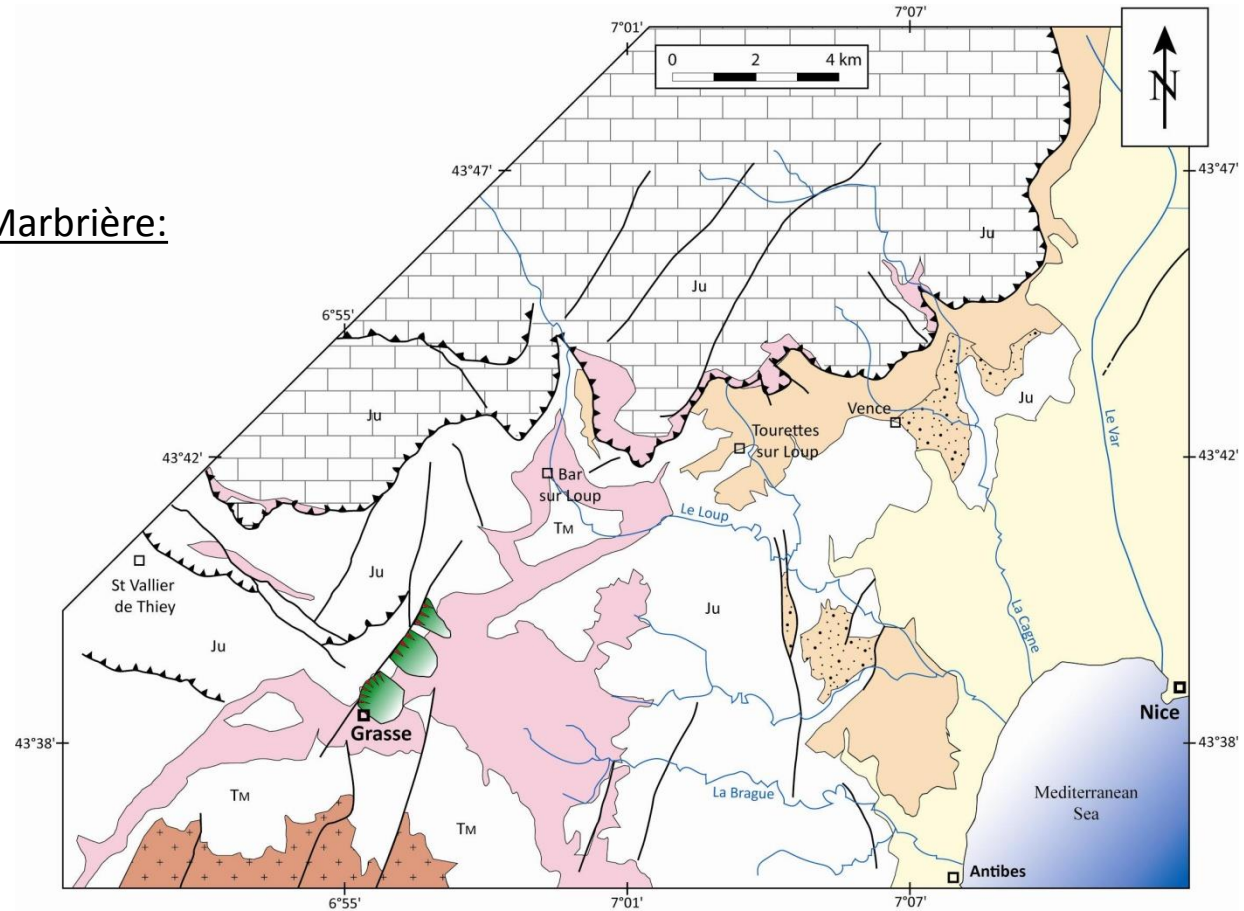 7°01'
7°07'
0 2 4 km
N
43°47'
43°47'
Marbrière:
Ju
Ju
6°55'
Ju
Ju
Vence
Le Var
Tourettes
sur Loup
43°42'
43°42'
Bar
sur Loup
Le Loup
TM
St Vallier
de Thiey
Ju
Ju
Ju
La Cagne
Nice
Grasse
43°38'
43°38'
La Brague
Mediterranean
Sea
TM
TM
Antibes
6°55'
7°01'
7°07'